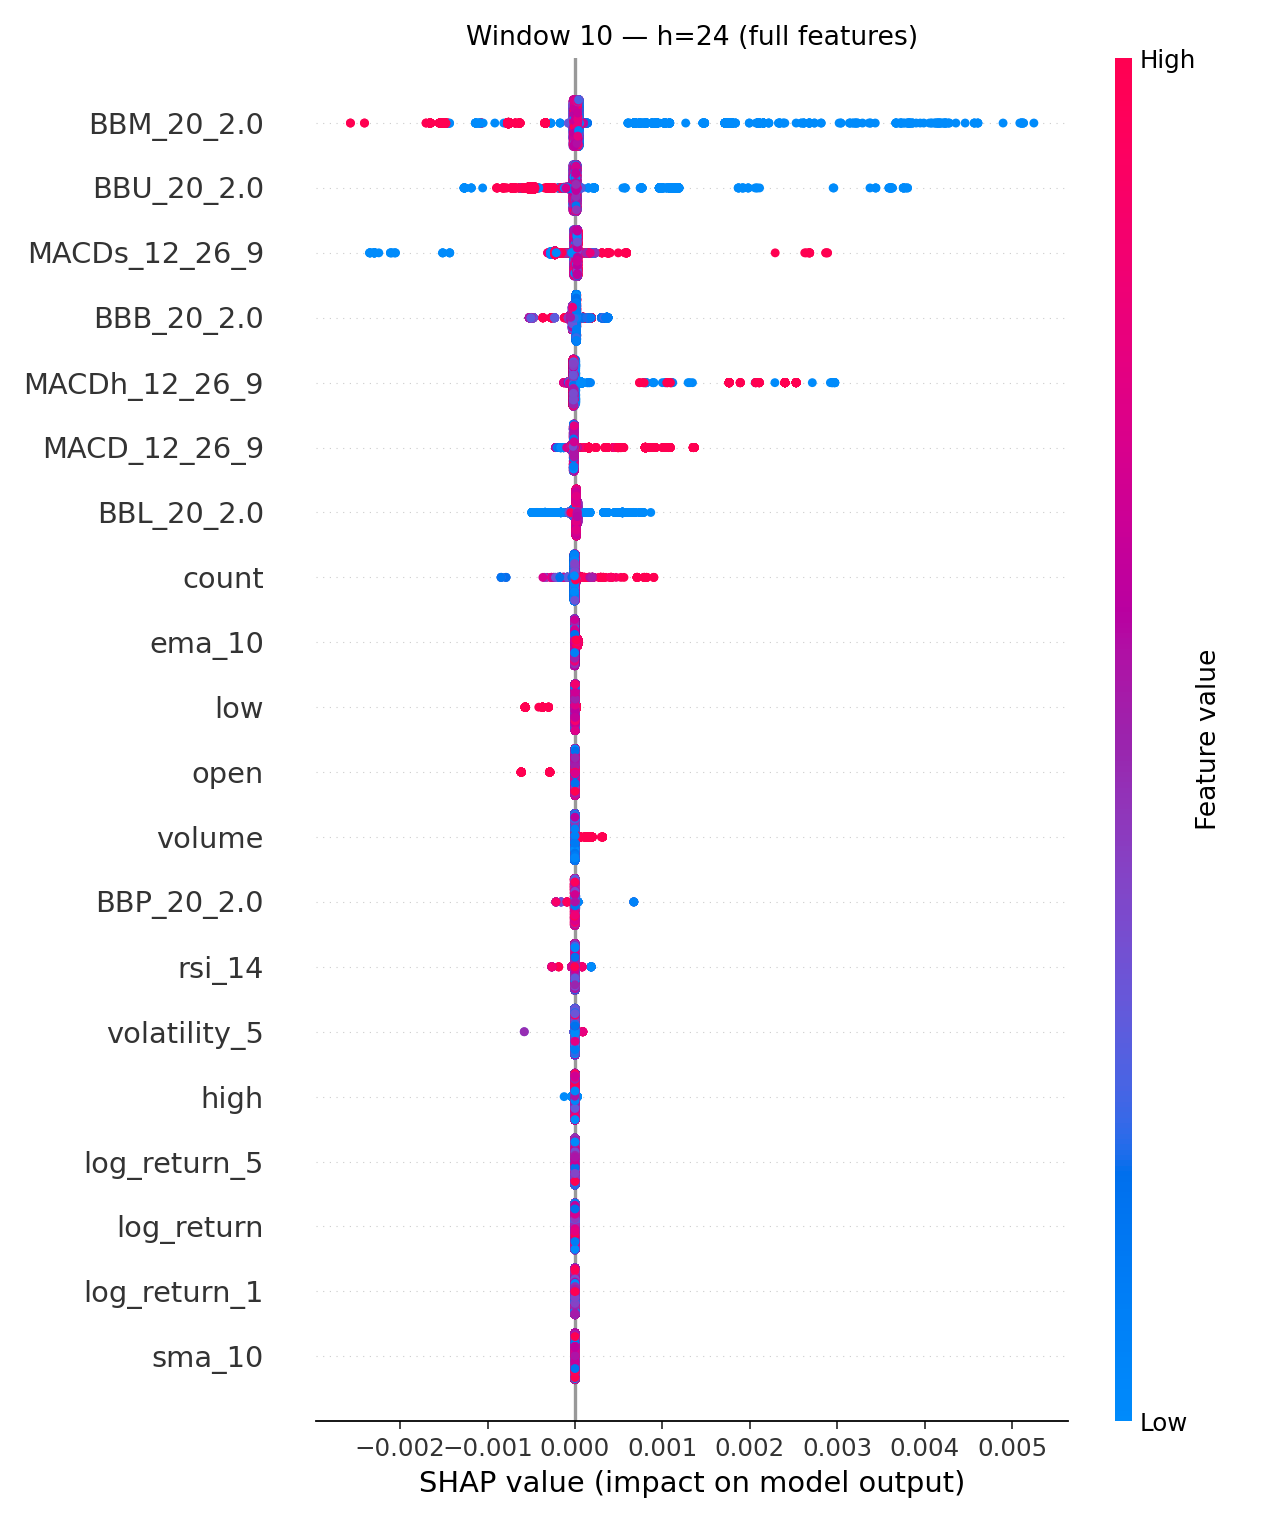 Window 10 — h=24 (full features)
High
BBM_20_2.0
BBU_20_2.0
MACDs_12_26_9
BBB_20_2.0
MACDh_12_26_9
MACD_12_26_9
BBL_20_2.0
count
ema_10
low
open
volume
BBP_20_2.0
rsi_14
volatility_5
high
log_return_5
log_return
log_return_1
sma_10
Feature value
Low
−0.002 −0.001 0.000 0.001 0.002 0.003 0.004 0.005
SHAP value (impact on model output)